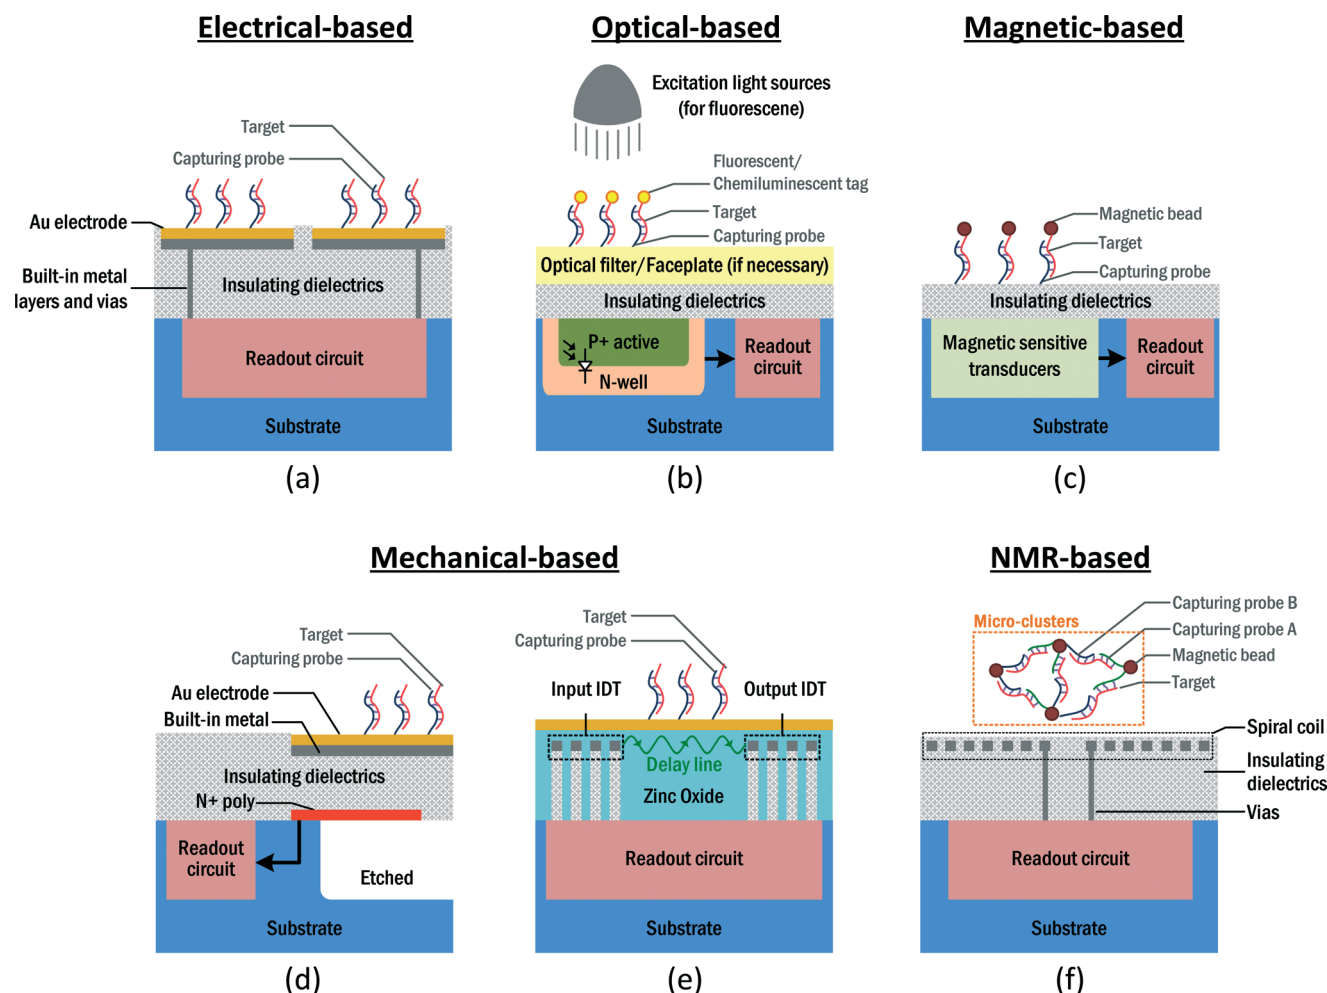 Electrical-based
Optical-based
Magnetic-based
Target
Capturing probe
Au electrode
Built-in metal
layers and vias
Insulating dielectrics
Readout circuit
Substrate
(a)
Excitation light sources
(for fluorescene)
Fluorescent/
Chemiluminescent tag
Target
Capturing probe
Optical filter/Faceplate (if necessary)
Insulating dielectrics
P+ active
N-well
Readout
circuit
Substrate
(b)
Magnetic bead
Target
Capturing probe
Insulating dielectrics
Magnetic sensitive
transducers
Readout
circuit
Substrate
(c)
Mechanical-based
NMR-based
Target
Capturing probe
Au electrode
Built-in metal
Insulating dielectrics
N+ poly
Readout
circuit
Etched
Substrate
(d)
Target
Capturing probe
Input IDT
Output IDT
Delay line
Zinc Oxide
Readout circuit
Substrate
(e)
Capturing probe B
Micro-clusters
Capturing probe A
Magnetic bead
Target
Spiral coil
Insulating
dielectrics
Vias
Readout circuit
Substrate
(f)